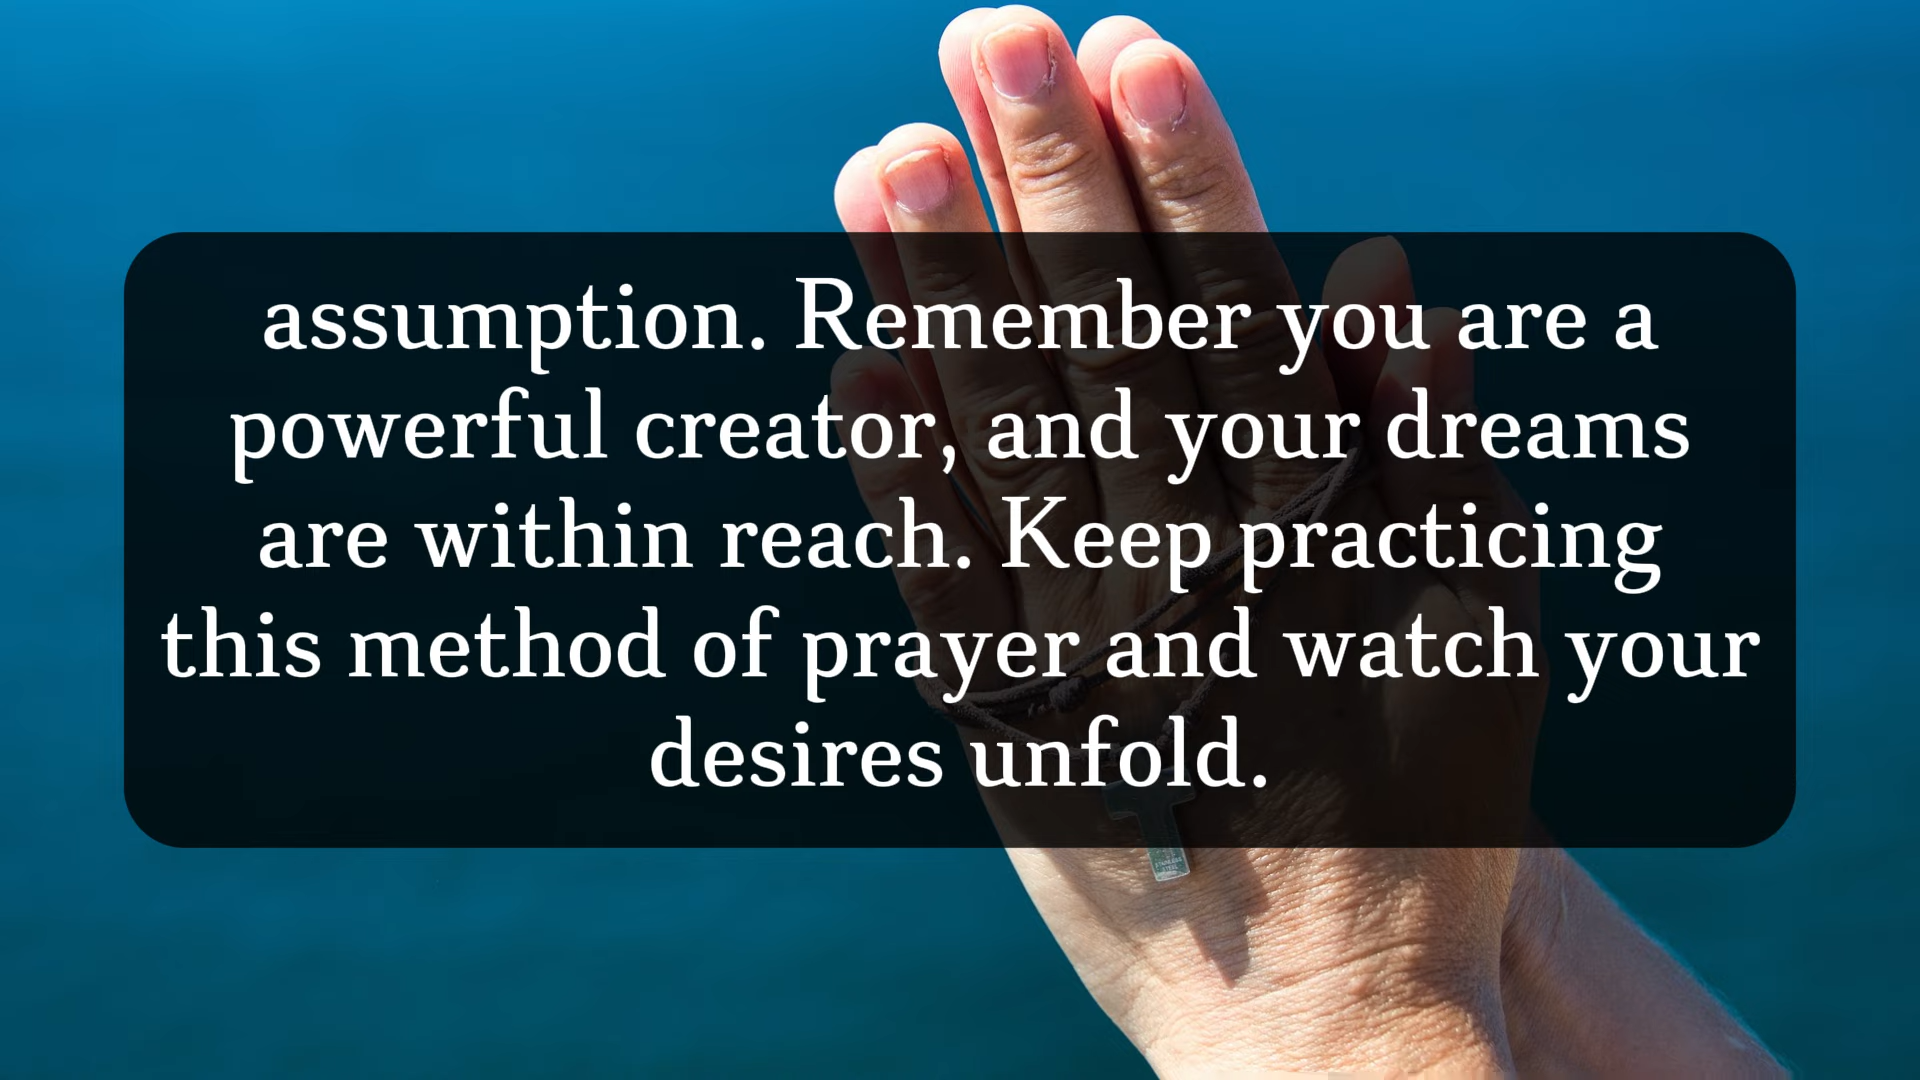 assumption. Remember you are a
powerful creator, and your dreams
are within reach. Keep practicing
this method of prayer and watch your
desires unfold.